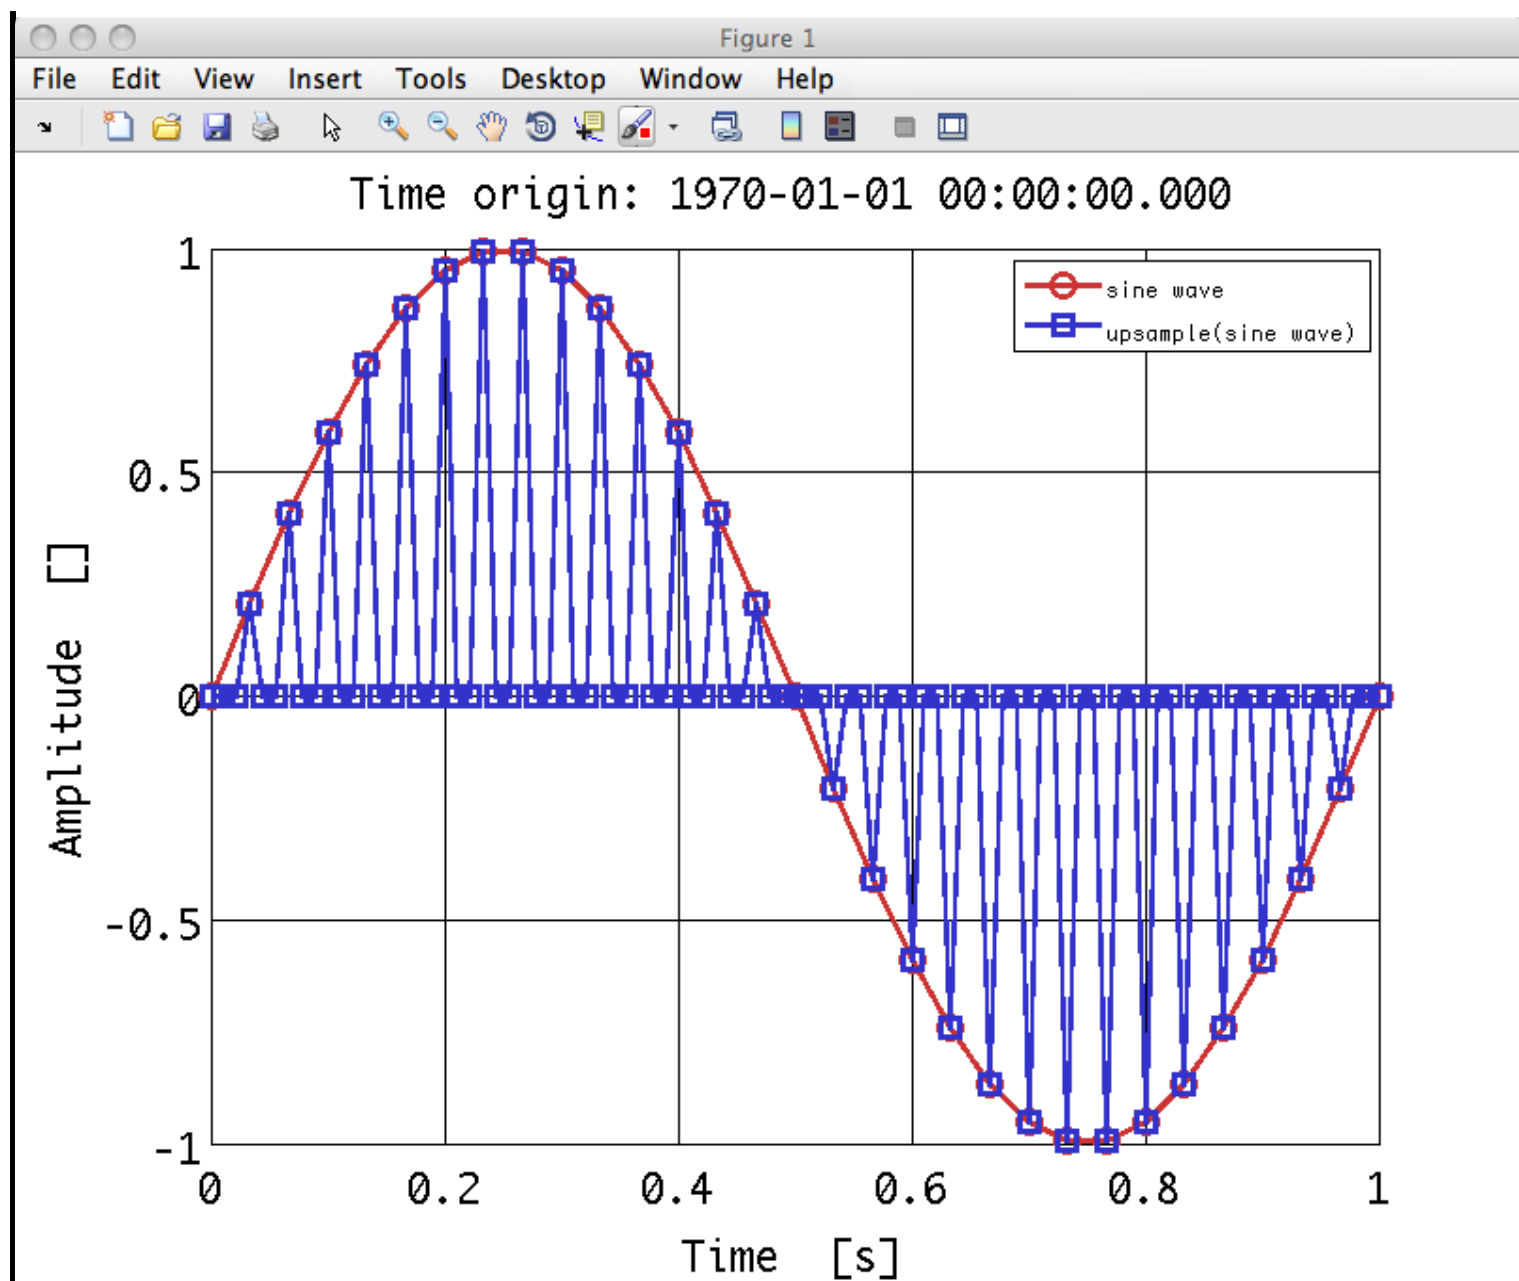 Figure 1
File Edit View Insert Tools Desktop Window Help
Time origin: 1970-01-01 00:00:00.000
1
sine wave
upsample(sine wave)
0.5
0
-0.5
-1
Amplitude []
0 0.2 0.4 0.6 0.8 1
Time [s]